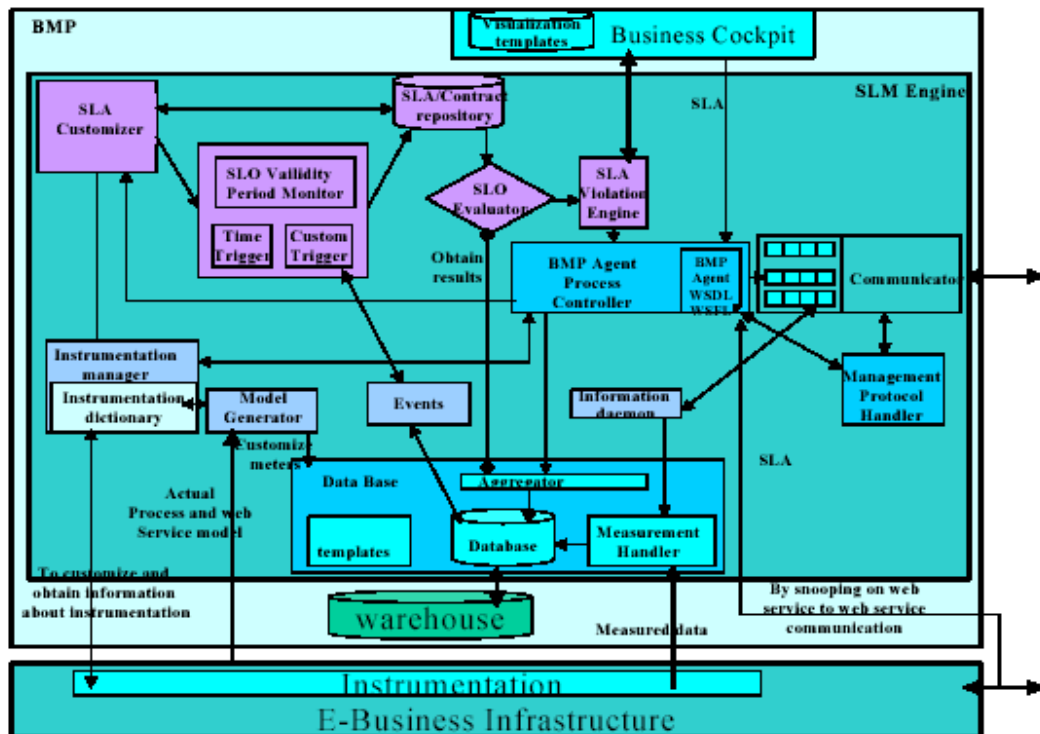 BMP
Visualization
templates
Business Cockpit
SLM Engine
SLA
Customizer
SLA/Contract
repository
SLA
SLO Vailidity
Period Monitor
Time
Trigger
Custom
Trigger
SLO
Evaluator
SLA
Violation
Engine
Obtain
results
BMP Agent
Process
Controller
BMP
Agent
WSDL
WSFL
Communicator
Instrumentation
manager
Instrumentation
dictionary
Model
Generator
Events
Information
daemon
Management
Protocol
Handler
Customize
meters
SLA
Data Base
Aggregator
Actual
Process and web
Service model
templates
Database
Measurement
Handler
To customize and
obtain information
about instrumentation
warehouse
Measured data
By snooping on web
service to web service
communication
Instrumentation
E-Business Infrastructure